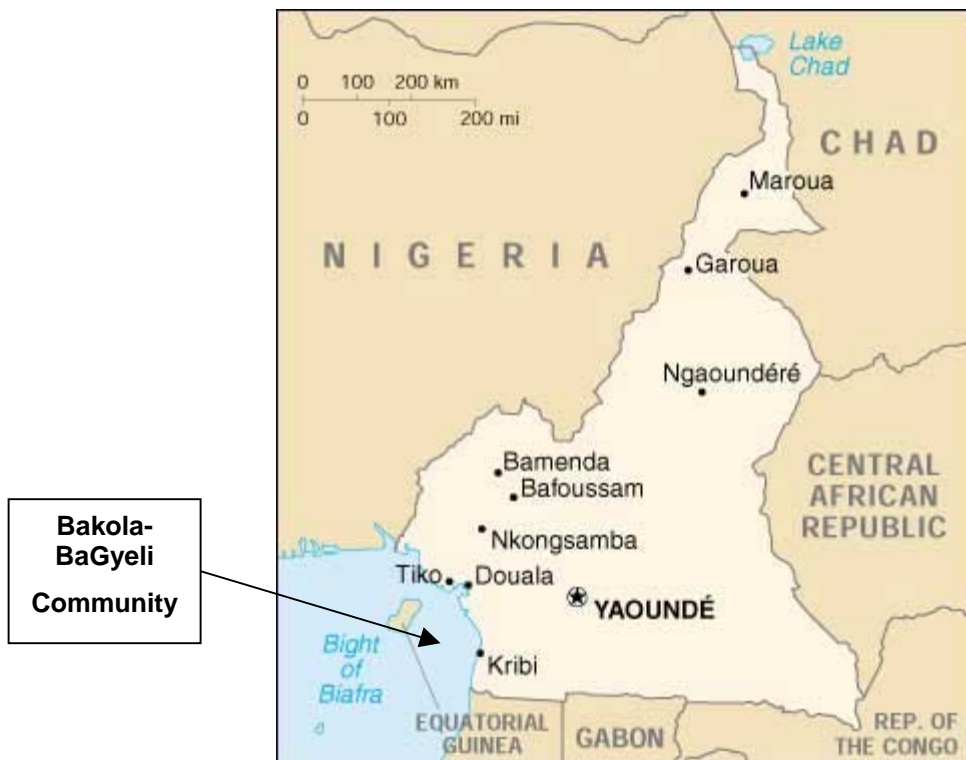 Lake
Chad
0 100 200 km
0 100 200 mi
CHAD
Maroua
NIGERIA
Garoua
Ngaoundéré
Bamenda
Bafoussam
CENTRAL
AFRICAN
REPUBLIC
Bakola-
BaGyeli
Community
Nkongsamba
Tiko
Douala
YAOUNDÉ
Bight
of
Biafra
Kribi
EQUATORIAL
GUINEA
GABON
REP. OF
THE CONGO